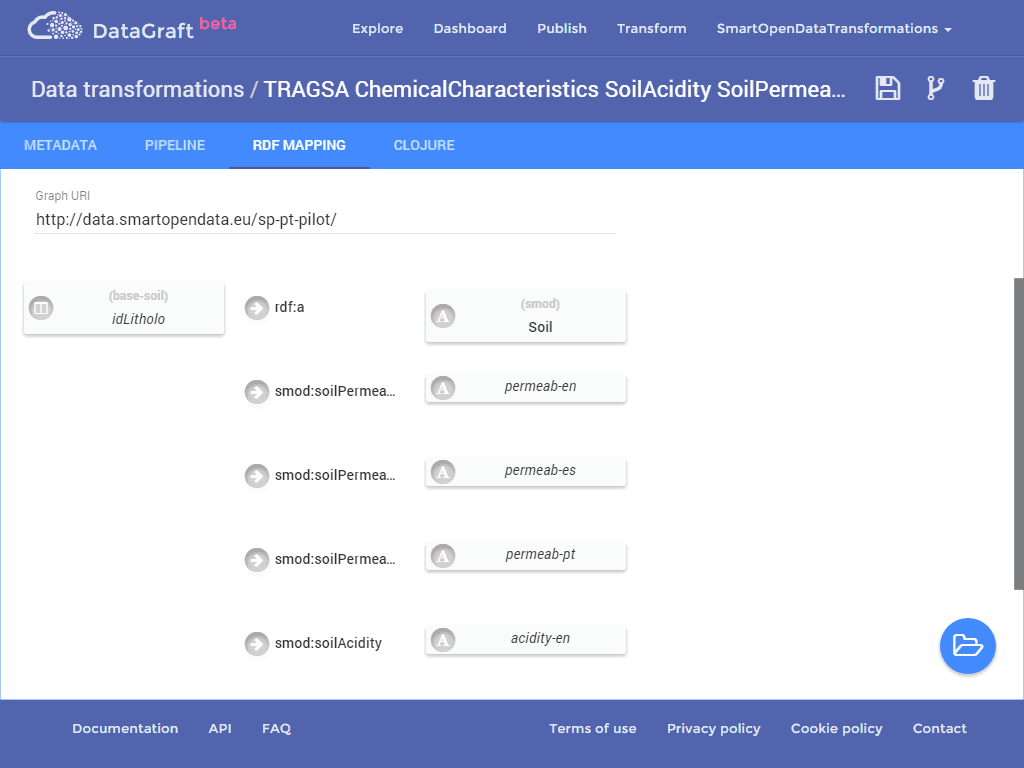 DataGraft beta
Explore Dashboard Publish Transform SmartOpenDataTransformations
Data transformations / TRAGSA ChemicalCharacteristics SoilAcidity SoilPermea...
METADATA PIPELINE RDF MAPPING CLOJURE
Graph URI
http://data.smartopendata.eu/sp-pt-pilot/
(base-soil)
idLitholo
rdf:a
(smod)
Soil
smod:soilPermea...
permeab-en
smod:soilPermea...
permeab-es
smod:soilPermea...
permeab-pt
smod:soilAcidity
acidity-en
Documentation API FAQ Terms of use Privacy policy Cookie policy Contact